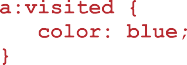 a:visited {
   color: blue;
}